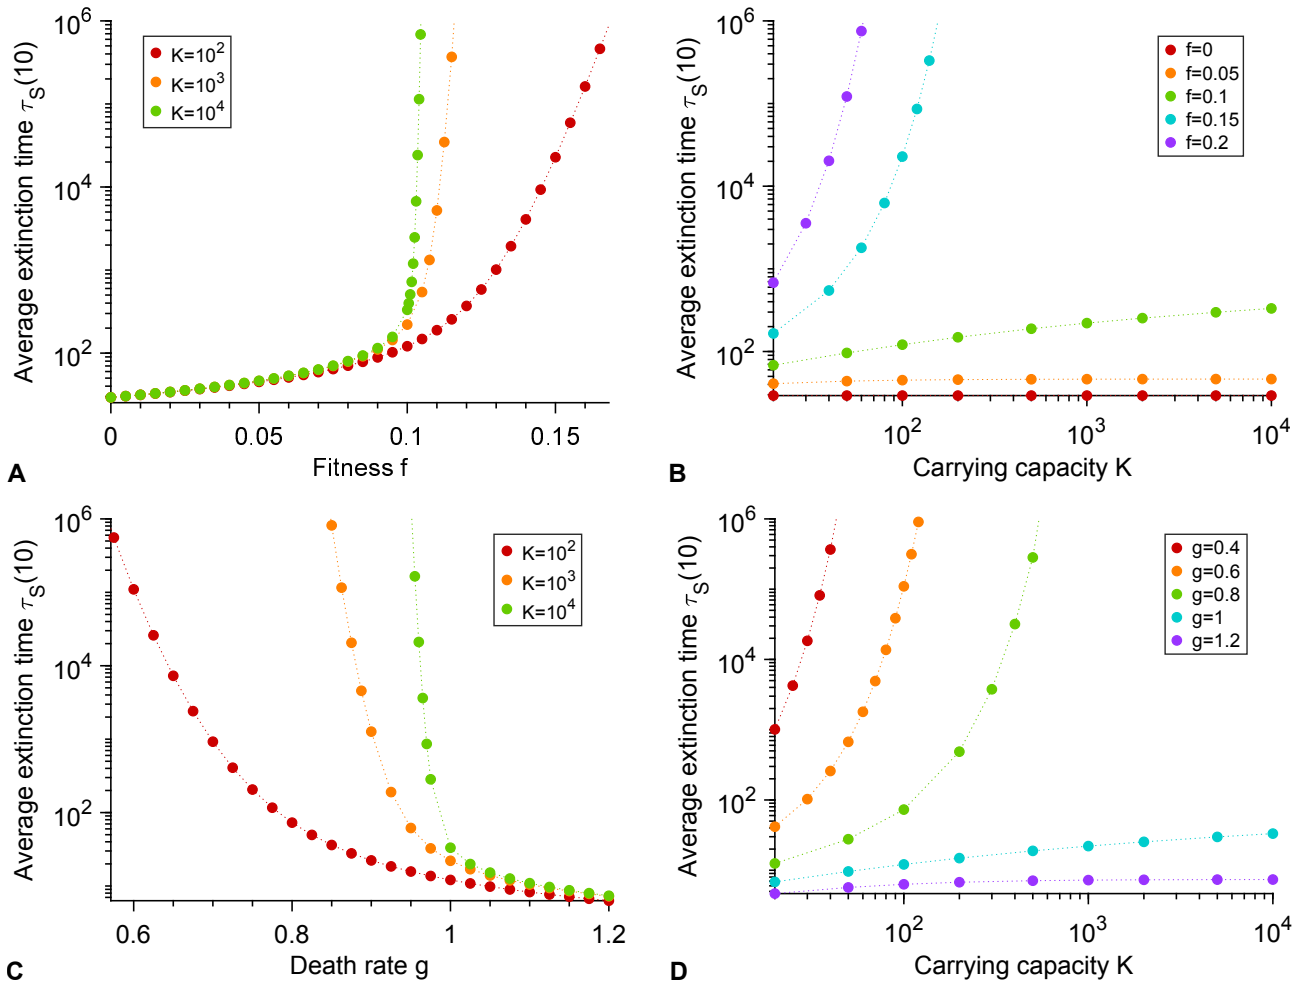 Average extinction time τS(10)
10^6
10^4
10^2
K=10^2
K=10^3
K=10^4
0 0.05 0.1 0.15
Fitness f
A
Average extinction time τS(10)
10^6
10^4
10^2
f=0
f=0.05
f=0.1
f=0.15
f=0.2
10^2 10^3 10^4
Carrying capacity K
B
Average extinction time τS(10)
10^6
10^4
10^2
K=10^2
K=10^3
K=10^4
0.6 0.8 1 1.2
Death rate g
C
Average extinction time τS(10)
10^6
10^4
10^2
g=0.4
g=0.6
g=0.8
g=1
g=1.2
10^2 10^3 10^4
Carrying capacity K
D